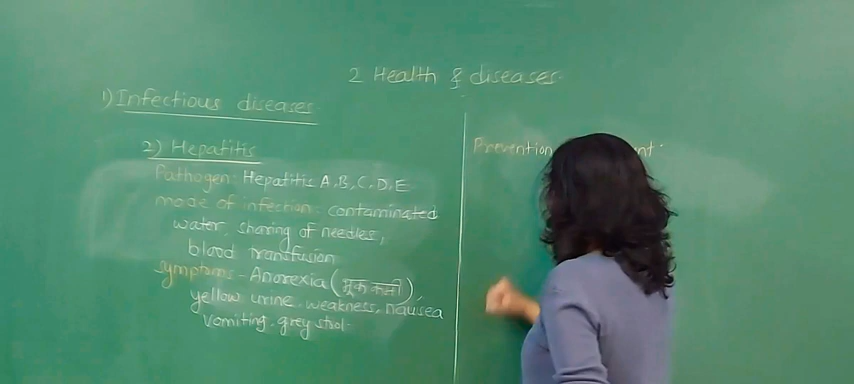 2 Health & diseases.
1) Infectious diseases
2) Hepatitis
Pathogen: Hepatitis A, B, C, D, E
mode of infection: contaminated
water, sharing of needles,
blood transfusion
symptoms - Anorexia ( )
yellow urine, weakness, nausea
vomiting, grey stool.
Prevention